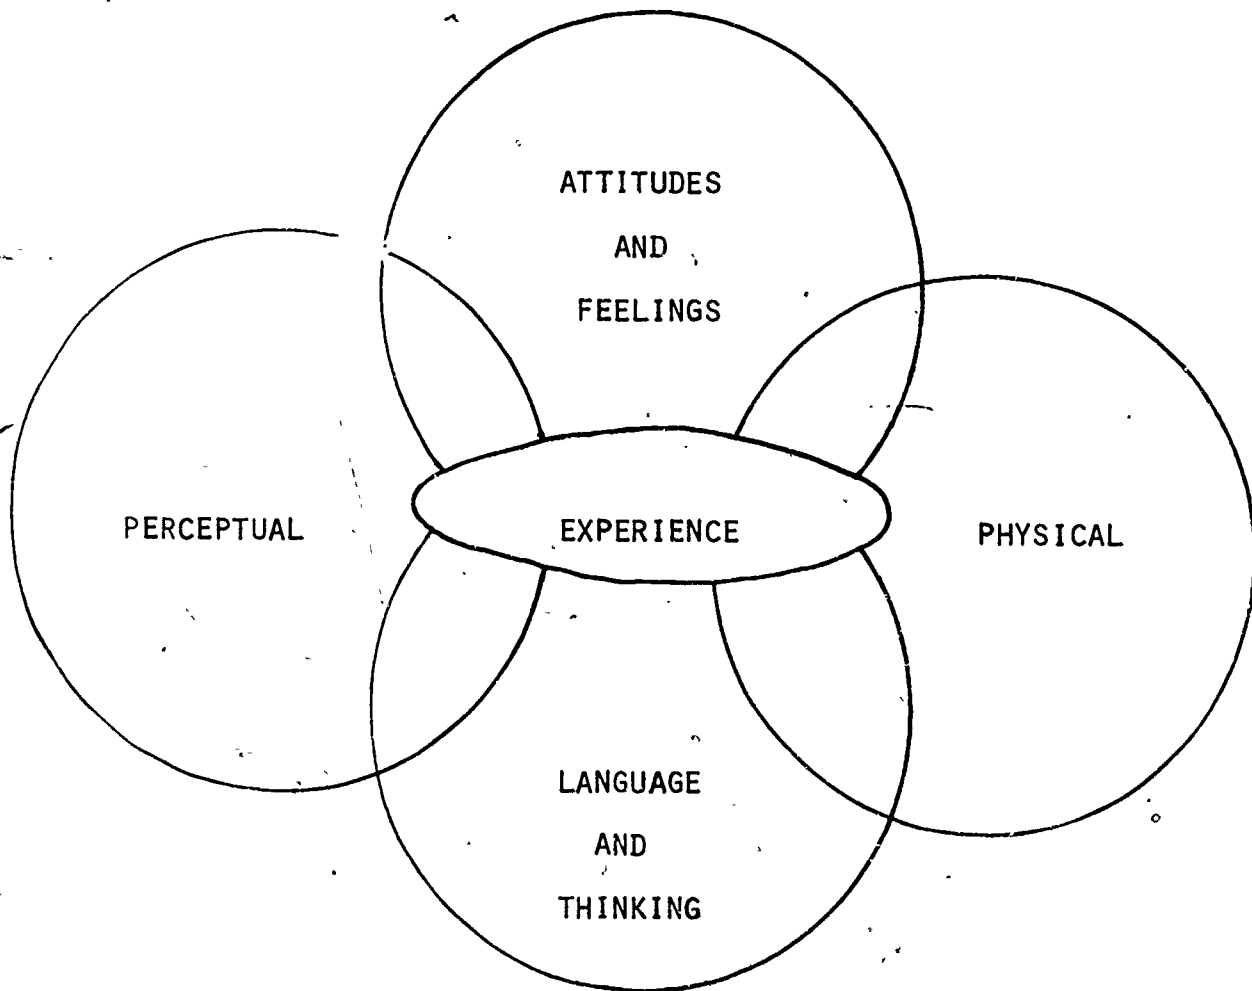 ATTITUDES
AND
FEELINGS
PERCEPTUAL
EXPERIENCE
PHYSICAL
LANGUAGE
AND
THINKING